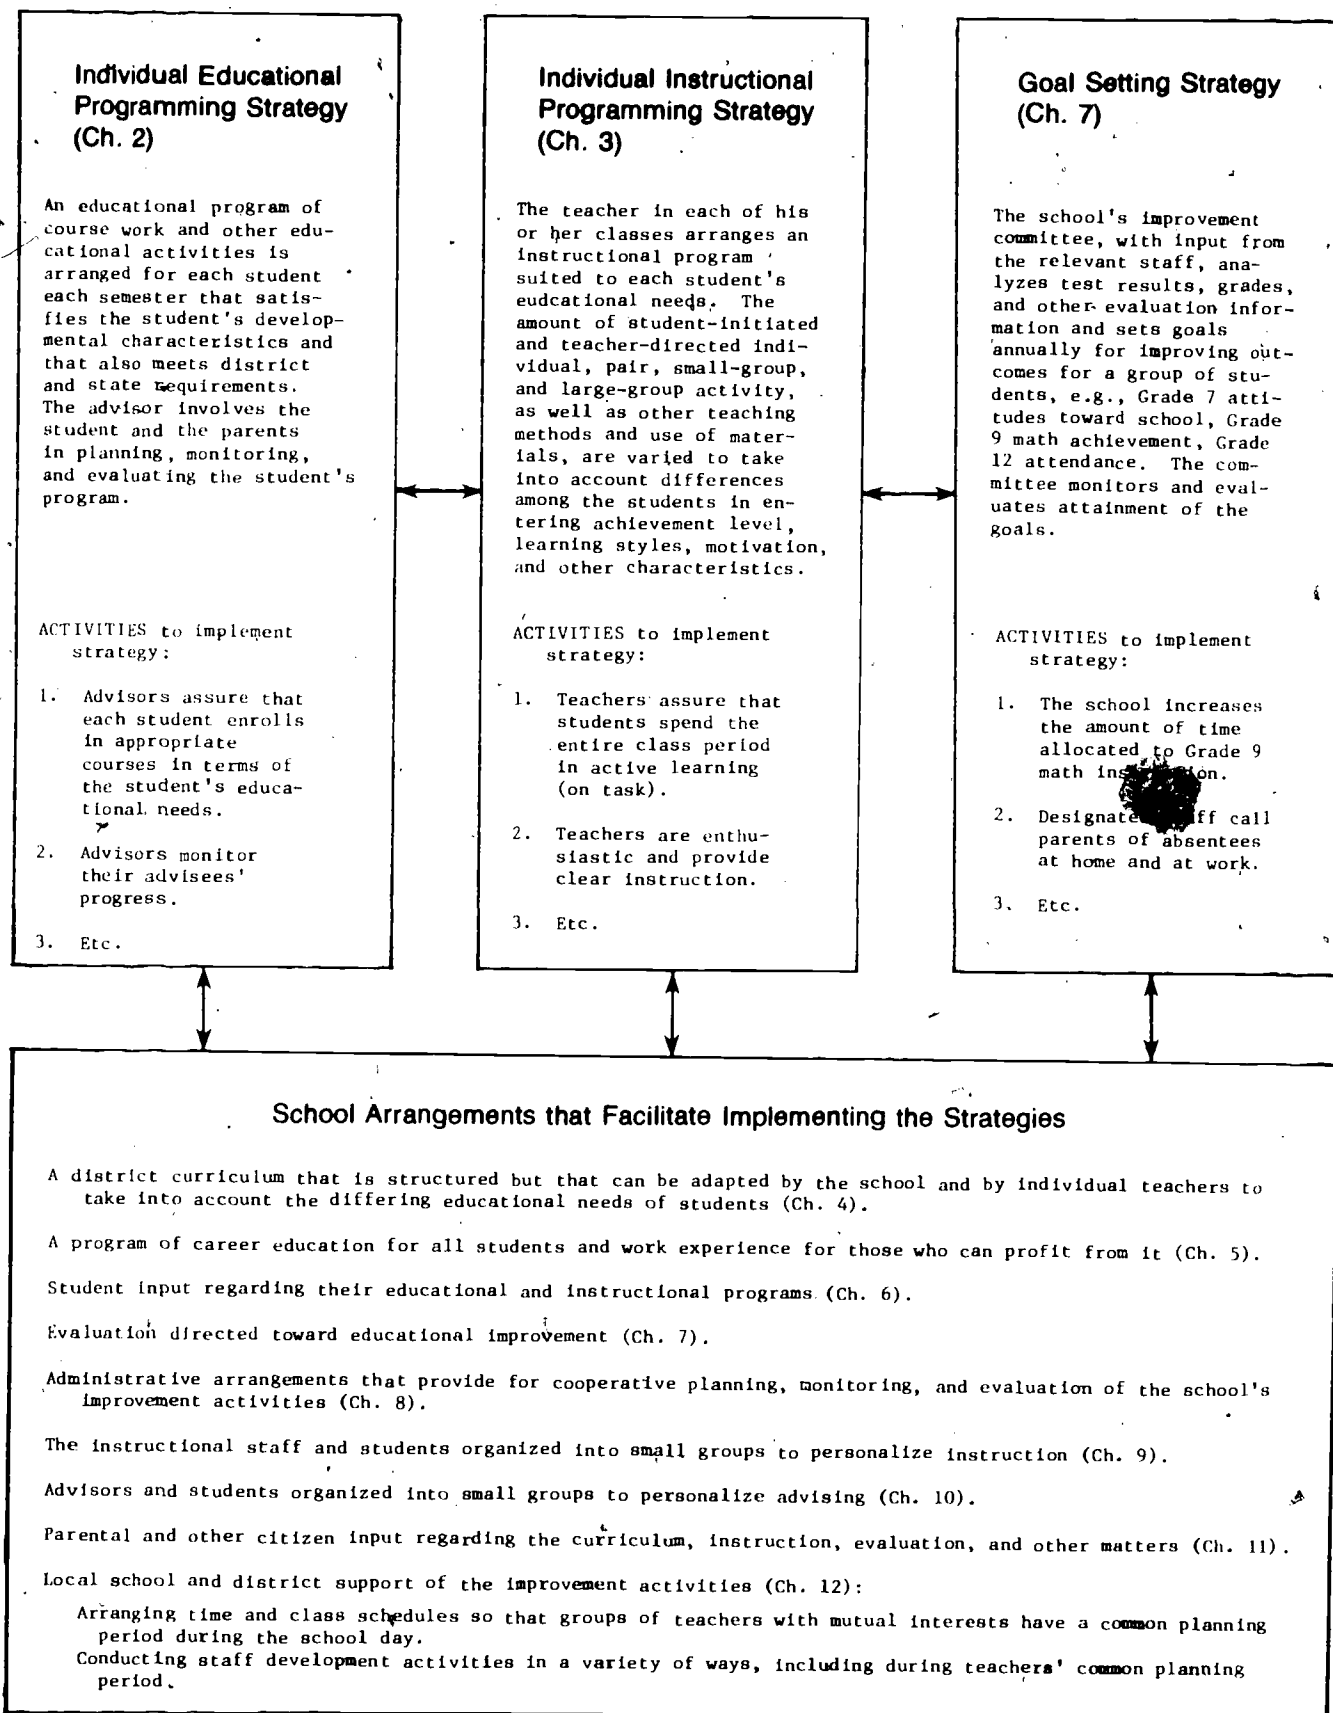 Individual Educational
Programming Strategy
(Ch. 2)
An educational program of
course work and other edu-
cational activities is
arranged for each student
each semester that satis-
fies the student's develop-
mental characteristics and
that also meets district
and state requirements.
The advisor involves the
student and the parents
in planning, monitoring,
and evaluating the student's
program.
ACTIVITIES to implement
strategy:
1. Advisors assure that
each student enrolls
in appropriate
courses in terms of
the student's educa-
tional needs.
2. Advisors monitor
their advisees'
progress.
3. Etc.
Individual Instructional
Programming Strategy
(Ch. 3)
The teacher in each of his
or her classes arranges an
instructional program
suited to each student's
eudcational needs. The
amount of student-initiated
and teacher-directed indi-
vidual, pair, small-group,
and large-group activity,
as well as other teaching
methods and use of mater-
ials, are varied to take
into account differences
among the students in en-
tering achievement level,
learning styles, motivation,
and other characteristics.
ACTIVITIES to implement
strategy:
1. Teachers assure that
students spend the
entire class period
in active learning
(on task).
2. Teachers are enthu-
siastic and provide
clear instruction.
3. Etc.
Goal Setting Strategy
(Ch. 7)
The school's improvement
committee, with input from
the relevant staff, ana-
lyzes test results, grades,
and other evaluation infor-
mation and sets goals
annually for improving out-
comes for a group of stu-
dents, e.g., Grade 7 atti-
tudes toward school, Grade
9 math achievement, Grade
12 attendance. The com-
mittee monitors and eval-
uates attainment of the
goals.
ACTIVITIES to implement
strategy:
1. The school increases
the amount of time
allocated to Grade 9
math
2. call
parents of absentees
at home and at work.
3. Etc.
School Arrangements that Facilitate Implementing the Strategies
A district curriculum that is structured but that can be adapted by the school and by individual teachers to
take into account the differing educational needs of students (Ch. 4).
A program of career education for all students and work experience for those who can profit from it (Ch. 5).
Student input regarding their educational and instructional programs (Ch. 6).
Evaluation directed toward educational improvement (Ch. 7).
Administrative arrangements that provide for cooperative planning, monitoring, and evaluation of the school's
improvement activities (Ch. 8).
The instructional staff and students organized into small groups to personalize instruction (Ch. 9).
Advisors and students organized into small groups to personalize advising (Ch. 10).
Parental and other citizen input regarding the curriculum, instruction, evaluation, and other matters (Ch. 11).
Local school and district support of the improvement activities (Ch. 12):
Arranging time and class schedules so that groups of teachers with mutual interests have a common planning
period during the school day.
Conducting staff development activities in a variety of ways, including during teachers' common planning
period.